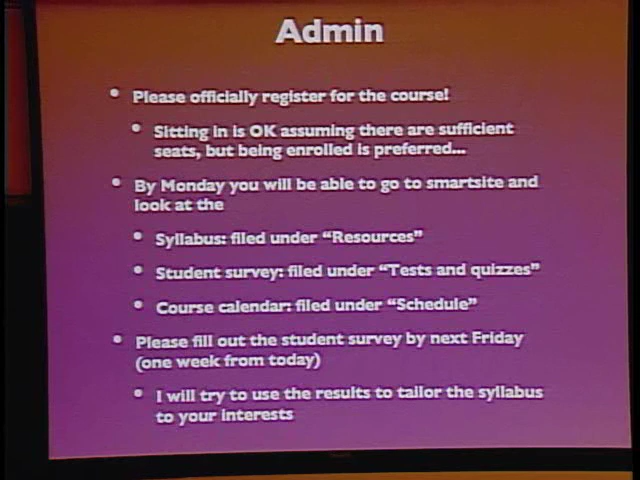 Admin
• Please officially register for the course!
• Sitting in is OK assuming there are sufficient
seats, but being enrolled is preferred...
• By Monday you will be able to go to smartsite and
look at the
• Syllabus: filed under “Resources”
• Student survey: filed under “Tests and quizzes”
• Course calendar: filed under “Schedule”
• Please fill out the student survey by next Friday
(one week from today)
• I will try to use the results to tailor the syllabus
to your interests